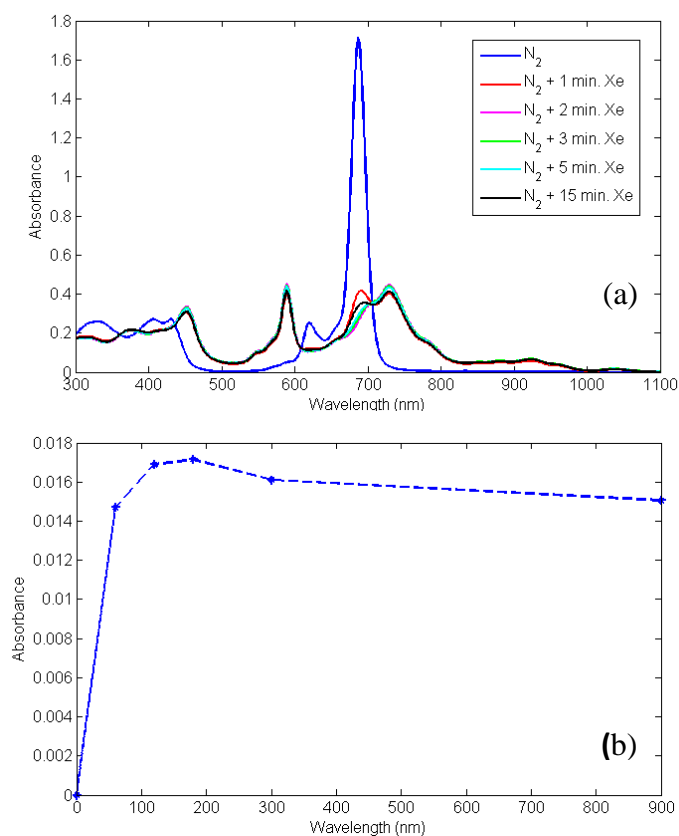 1.8
1.6
1.4
1.2
1
0.8
0.6
0.4
0.2
0
Absorbance
N2
N2 + 1 min. Xe
N2 + 2 min. Xe
N2 + 3 min. Xe
N2 + 5 min. Xe
N2 + 15 min. Xe
(a)
300 400 500 600 700 800 900 1000 1100
Wavelength (nm)
0.018
0.016
0.014
0.012
0.01
0.008
0.006
0.004
0.002
0
Absorbance
(b)
0 100 200 300 400 500 600 700 800 900
Wavelength (nm)